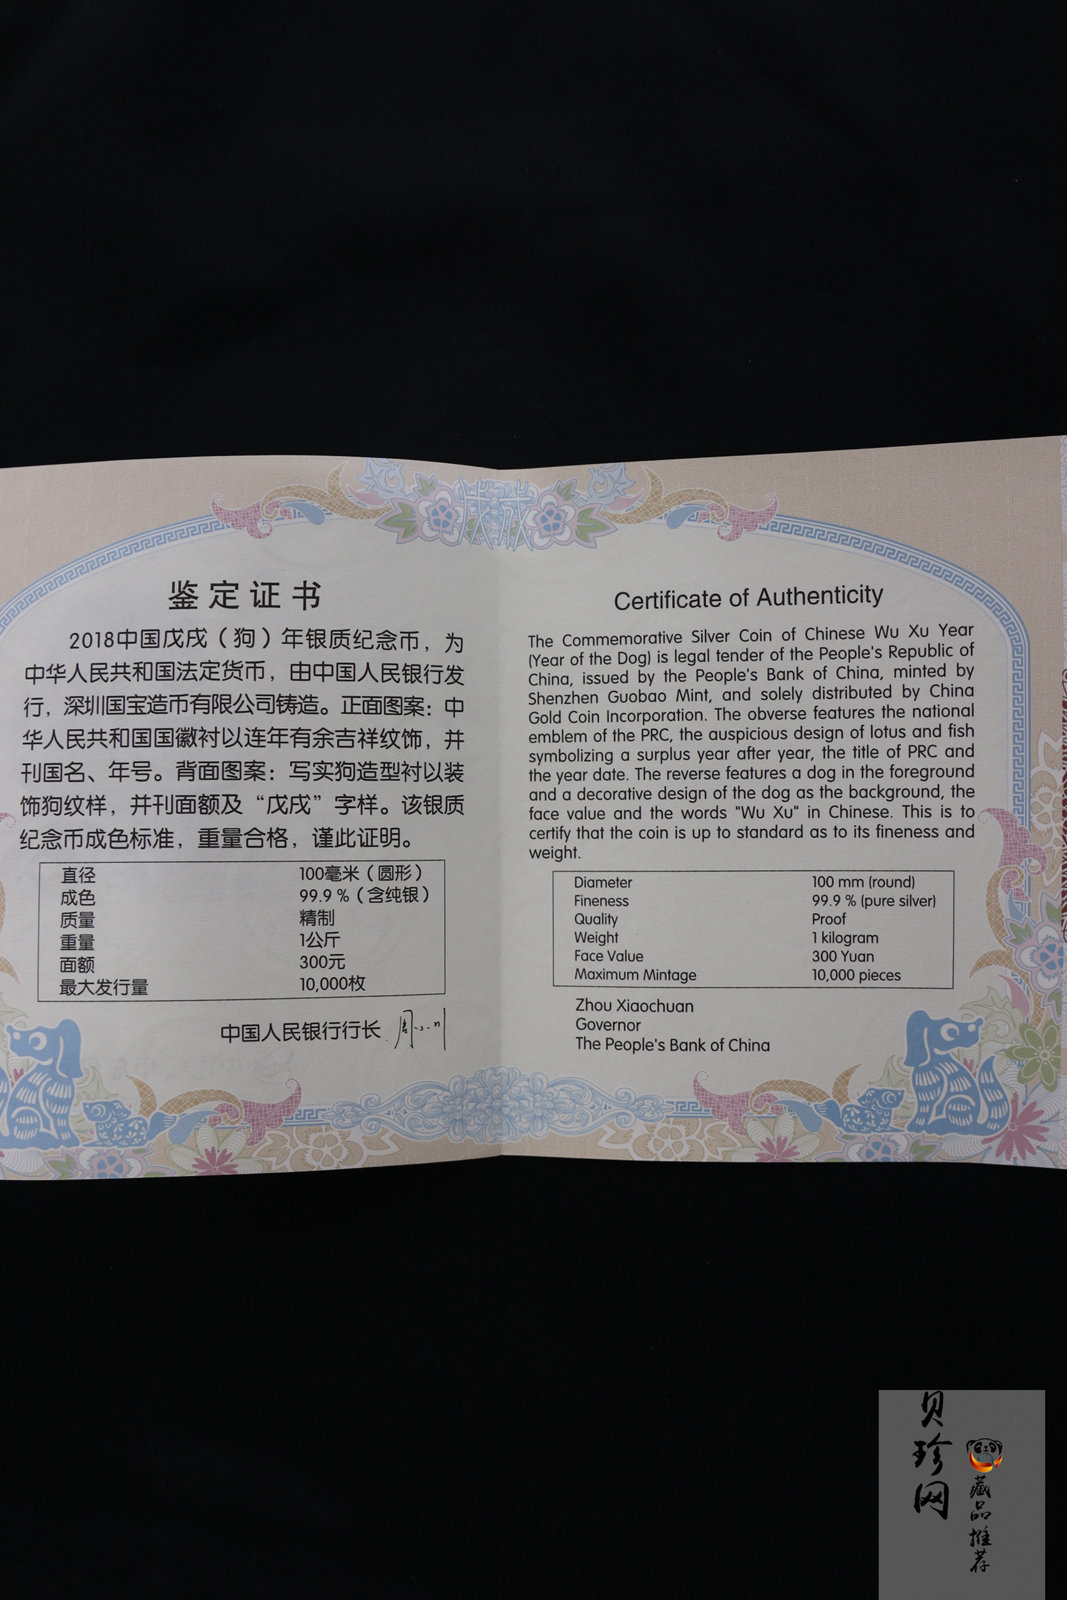 戊戌
鉴定证书
2018中国戊戌（狗）年银质纪念币，为
中华人民共和国法定货币，由中国人民银行发
行，深圳国宝造币有限公司铸造。正面图案：中
华人民共和国国徽衬以连年有余吉祥纹饰，并
刊国名、年号。背面图案：写实狗造型衬以装
饰狗纹样，并刊面额及“戊戌”字样。该银质
纪念币成色标准，重量合格，谨此证明。
直径 100毫米（圆形）
成色 99.9 %（含纯银）
质量 精制
重量 1公斤
面额 300元
最大发行量 10,000枚
中国人民银行行长
Certificate of Authenticity
The Commemorative Silver Coin of Chinese Wu Xu Year
(Year of the Dog) is legal tender of the People's Republic of
China, issued by the People's Bank of China, minted by
Shenzhen Guobao Mint, and solely distributed by China
Gold Coin Incorporation. The obverse features the national
emblem of the PRC, the auspicious design of lotus and fish
symbolizing a surplus year after year, the title of PRC and
the year date. The reverse features a dog in the foreground
and a decorative design of the dog as the background, the
face value and the words "Wu Xu" in Chinese. This is to
certify that the coin is up to standard as to its fineness and
weight.
Diameter 100 mm (round)
Fineness 99.9 % (pure silver)
Quality Proof
Weight 1 kilogram
Face Value 300 Yuan
Maximum Mintage 10,000 pieces
Zhou Xiaochuan
Governor
The People's Bank of China
贝珍网
藏品推荐